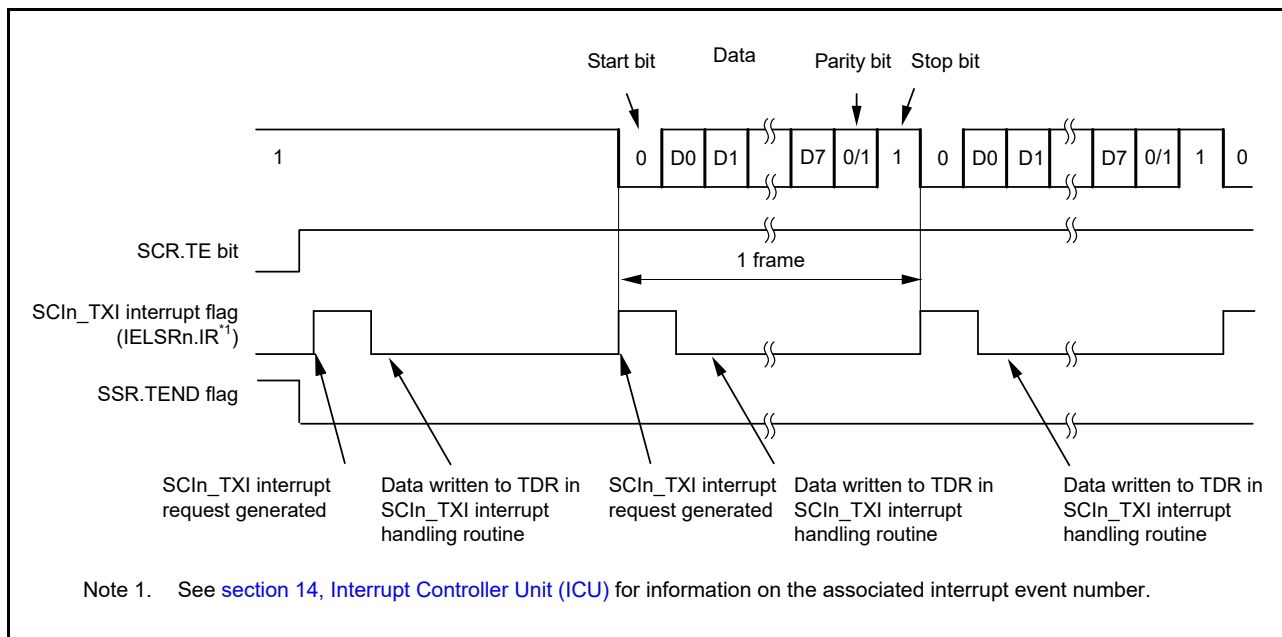 Start bit Data Parity bit Stop bit
1 0 D0 D1 D7 0/1 1 0 D0 D1 D7 0/1 1 0
SCR.TE bit
1 frame
SCIn_TXI interrupt flag
(IELSRn.IR*1)
SSR.TEND flag
SCIn_TXI interrupt
request generated
Data written to TDR in
SCIn_TXI interrupt
handling routine
SCIn_TXI interrupt
request generated
Data written to TDR in
SCIn_TXI interrupt
handling routine
Data written to TDR in
SCIn_TXI interrupt
handling routine
Note 1. See section 14, Interrupt Controller Unit (ICU) for information on the associated interrupt event number.